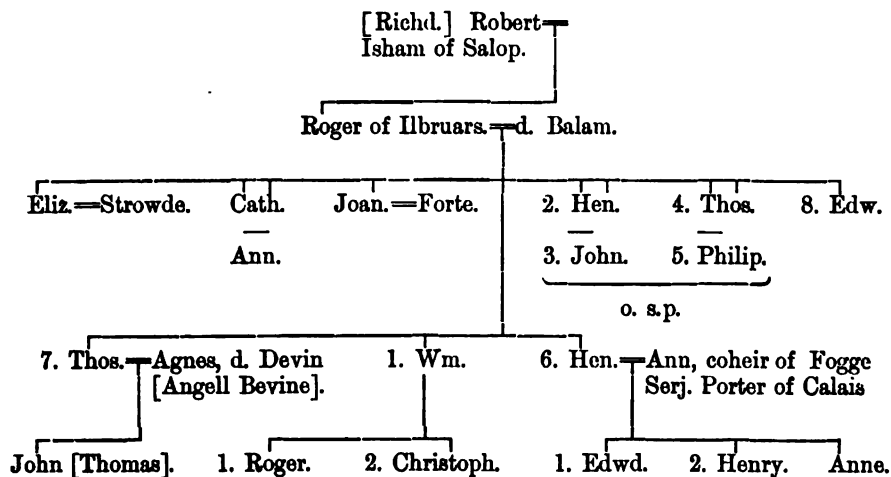 [Richd.] Robert
Isham of Salop.
Roger of Ilbruars. d. Balam.
Eliz. Strowde. Cath. Joan. Forte. 2. Hen. 4. Thos. 8. Edw.
Ann. 3. John. 5. Philip.
o. s.p.
7. Thos. Agnes, d. Devin 1. Wm. 6. Hen. Ann, coheir of Fogge
[Angell Bevine]. Serj. Porter of Calais
John [Thomas]. 1. Roger. 2. Christoph. 1. Edwd. 2. Henry. Anne.